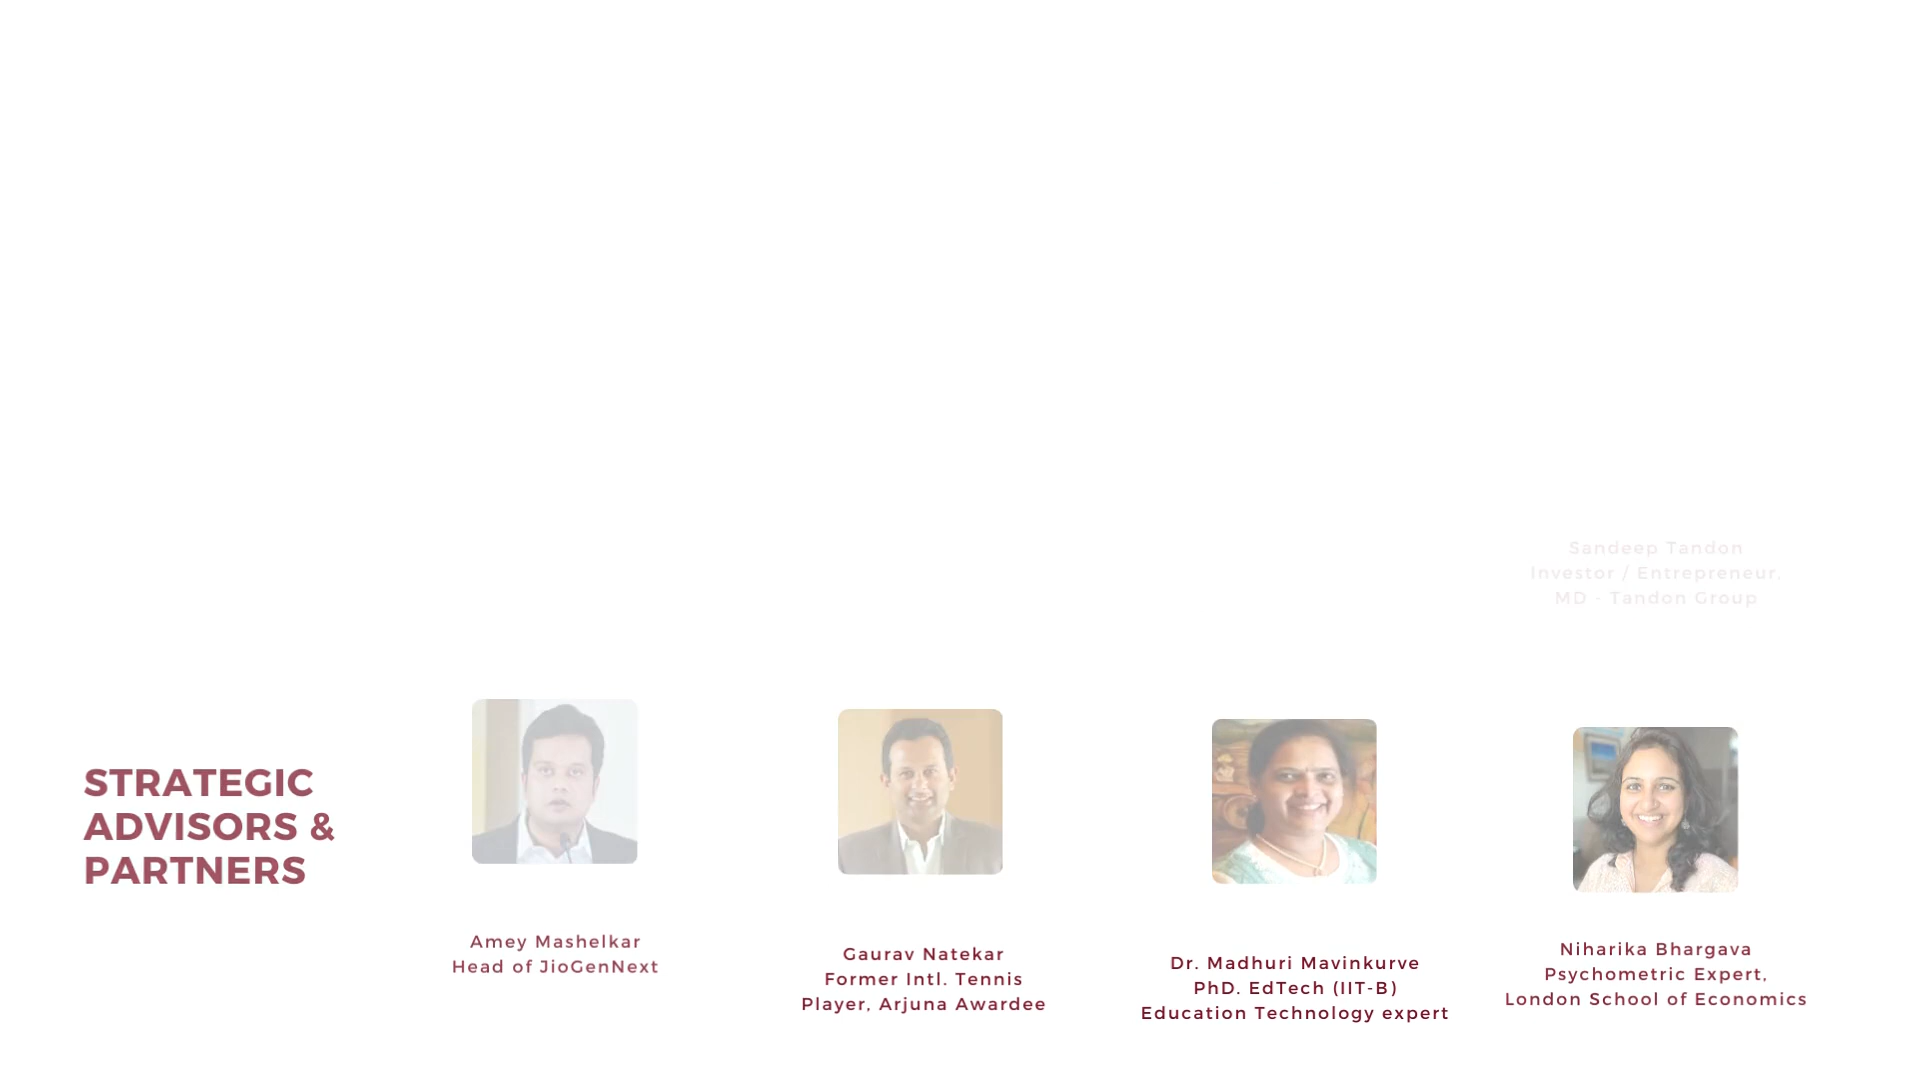 Sandeep Tandon
Investor / Entrepreneur.
MD - Tandon Group
STRATEGIC
ADVISORS &
PARTNERS
Amey Mashelkar
Head of JioGenNext
Gaurav Natekar
Former Intl. Tennis
Player, Arjuna Awardee
Dr. Madhuri Mavinkurve
PhD. EdTech (IIT-B)
Education Technology expert
Niharika Bhargava
Psychometric Expert,
London School of Economics